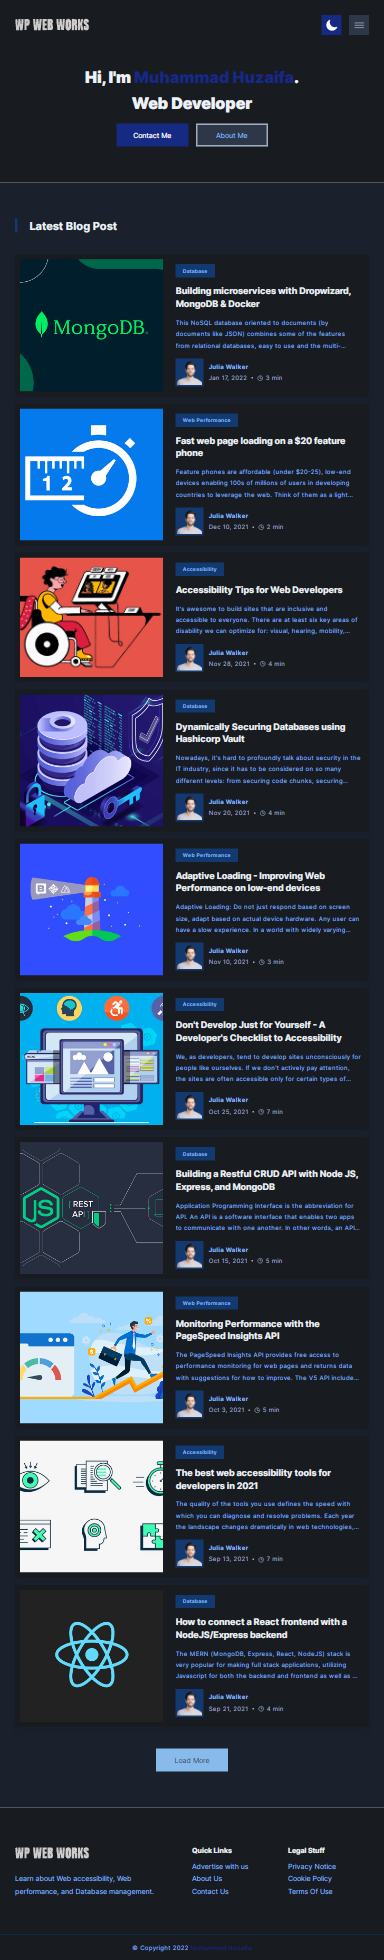 WP WEB WORKS
Hi, I'm Muhammad Huzaifa.
Web Developer
Contact Me
About Me
Latest Blog Post
Database
Building microservices with Dropwizard,
MongoDB & Docker
MongoDB.
This NoSQL database oriented to documents (by
documents like JSON) combines some of the features
from relational databases, easy to use and the multi-...
Julia Walker
Jan 17, 2022 • 3 min
Web Performance
Fast web page loading on a $20 feature
phone
1 2
Feature phones are affordable (under $20-25), low-end
devices enabling 100s of millions of users in developing
countries to leverage the web. Think of them as a light...
Julia Walker
Dec 10, 2021 • 2 min
Accessibility
Accessibility Tips for Web Developers
It's awesome to build sites that are inclusive and
accessible to everyone. There are at least six key areas of
disability we can optimize for: visual, hearing, mobility,...
Julia Walker
Nov 28, 2021 • 4 min
Database
Dynamically Securing Databases using
Hashicorp Vault
Nowadays, it's hard to profoundly talk about security in the
IT industry, since it has to be considered on so many
different levels: from securing code chunks, securing...
Julia Walker
Nov 20, 2021 • 4 min
Web Performance
Adaptive Loading - Improving Web
Performance on low-end devices
Adaptive Loading: Do not just respond based on screen
size, adapt based on actual device hardware. Any user can
have a slow experience. In a world with widely varying...
Julia Walker
Nov 10, 2021 • 3 min
Accessibility
Don't Develop Just for Yourself - A
Developer's Checklist to Accessibility
We, as developers, tend to develop sites unconsciously for
people like ourselves. If we don't actively pay attention,
the sites are often accessible only for certain types of...
Julia Walker
Oct 25, 2021 • 7 min
Database
Building a Restful CRUD API with Node JS,
Express, and MongoDB
JS
REST
API
Application Programming Interface is the abbreviation for
API. An API is a software interface that enables two apps
to communicate with one another. In other words, an API...
Julia Walker
Oct 15, 2021 • 5 min
Web Performance
Monitoring Performance with the
PageSpeed Insights API
The PageSpeed Insights API provides free access to
performance monitoring for web pages and returns data
with suggestions for how to improve. The V5 API include...
Julia Walker
Oct 3, 2021 • 5 min
Accessibility
The best web accessibility tools for
developers in 2021
The quality of the tools you use defines the speed with
which you can diagnose and resolve problems. Each year
the landscape changes dramatically in web technologies,...
Julia Walker
Sep 13, 2021 • 7 min
Database
How to connect a React frontend with a
NodeJS/Express backend
The MERN (MongoDB, Express, React, NodeJS) stack is
very popular for making full stack applications, utilizing
Javascript for both the backend and frontend as well as ...
Julia Walker
Sep 21, 2021 • 4 min
Load More
WP WEB WORKS
Learn about Web accessibility, Web
performance, and Database management.
Quick Links
Advertise with us
About Us
Contact Us
Legal Stuff
Privacy Notice
Cookie Policy
Terms Of Use
© Copyright 2022 Muhammad Huzaifa